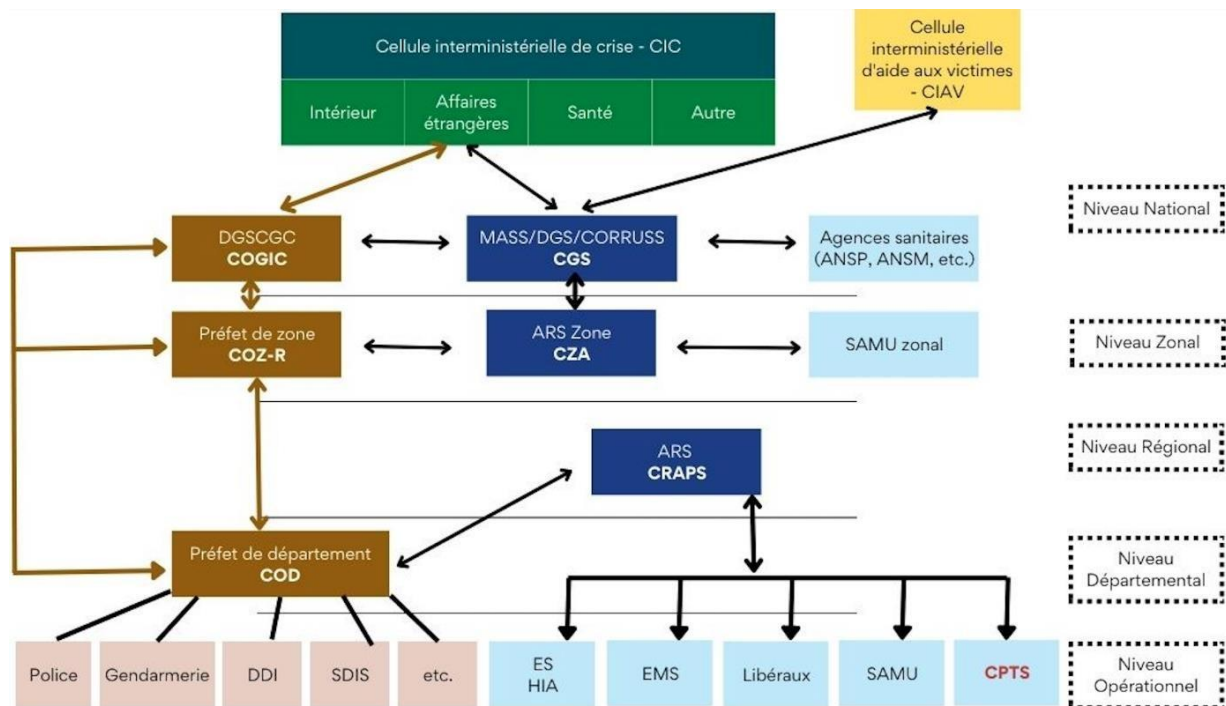 Cellule interministérielle de crise - CIC
Intérieur
Affaires
étrangères
Santé
Autre
Cellule
interministérielle
d'aide aux victimes
- CIAV
Niveau National
DGSCGC
COGIC
MASS/DGS/CORRUSS
CGS
Agences sanitaires
(ANSP, ANSM, etc.)
Préfet de zone
COZ-R
ARS Zone
CZA
SAMU zonal
Niveau Zonal
ARS
CRAPS
Niveau Régional
Préfet de département
COD
Niveau
Départemental
Police
Gendarmerie
DDI
SDIS
etc.
ES
HIA
EMS
Libéraux
SAMU
CPTS
Niveau
Opérationnel